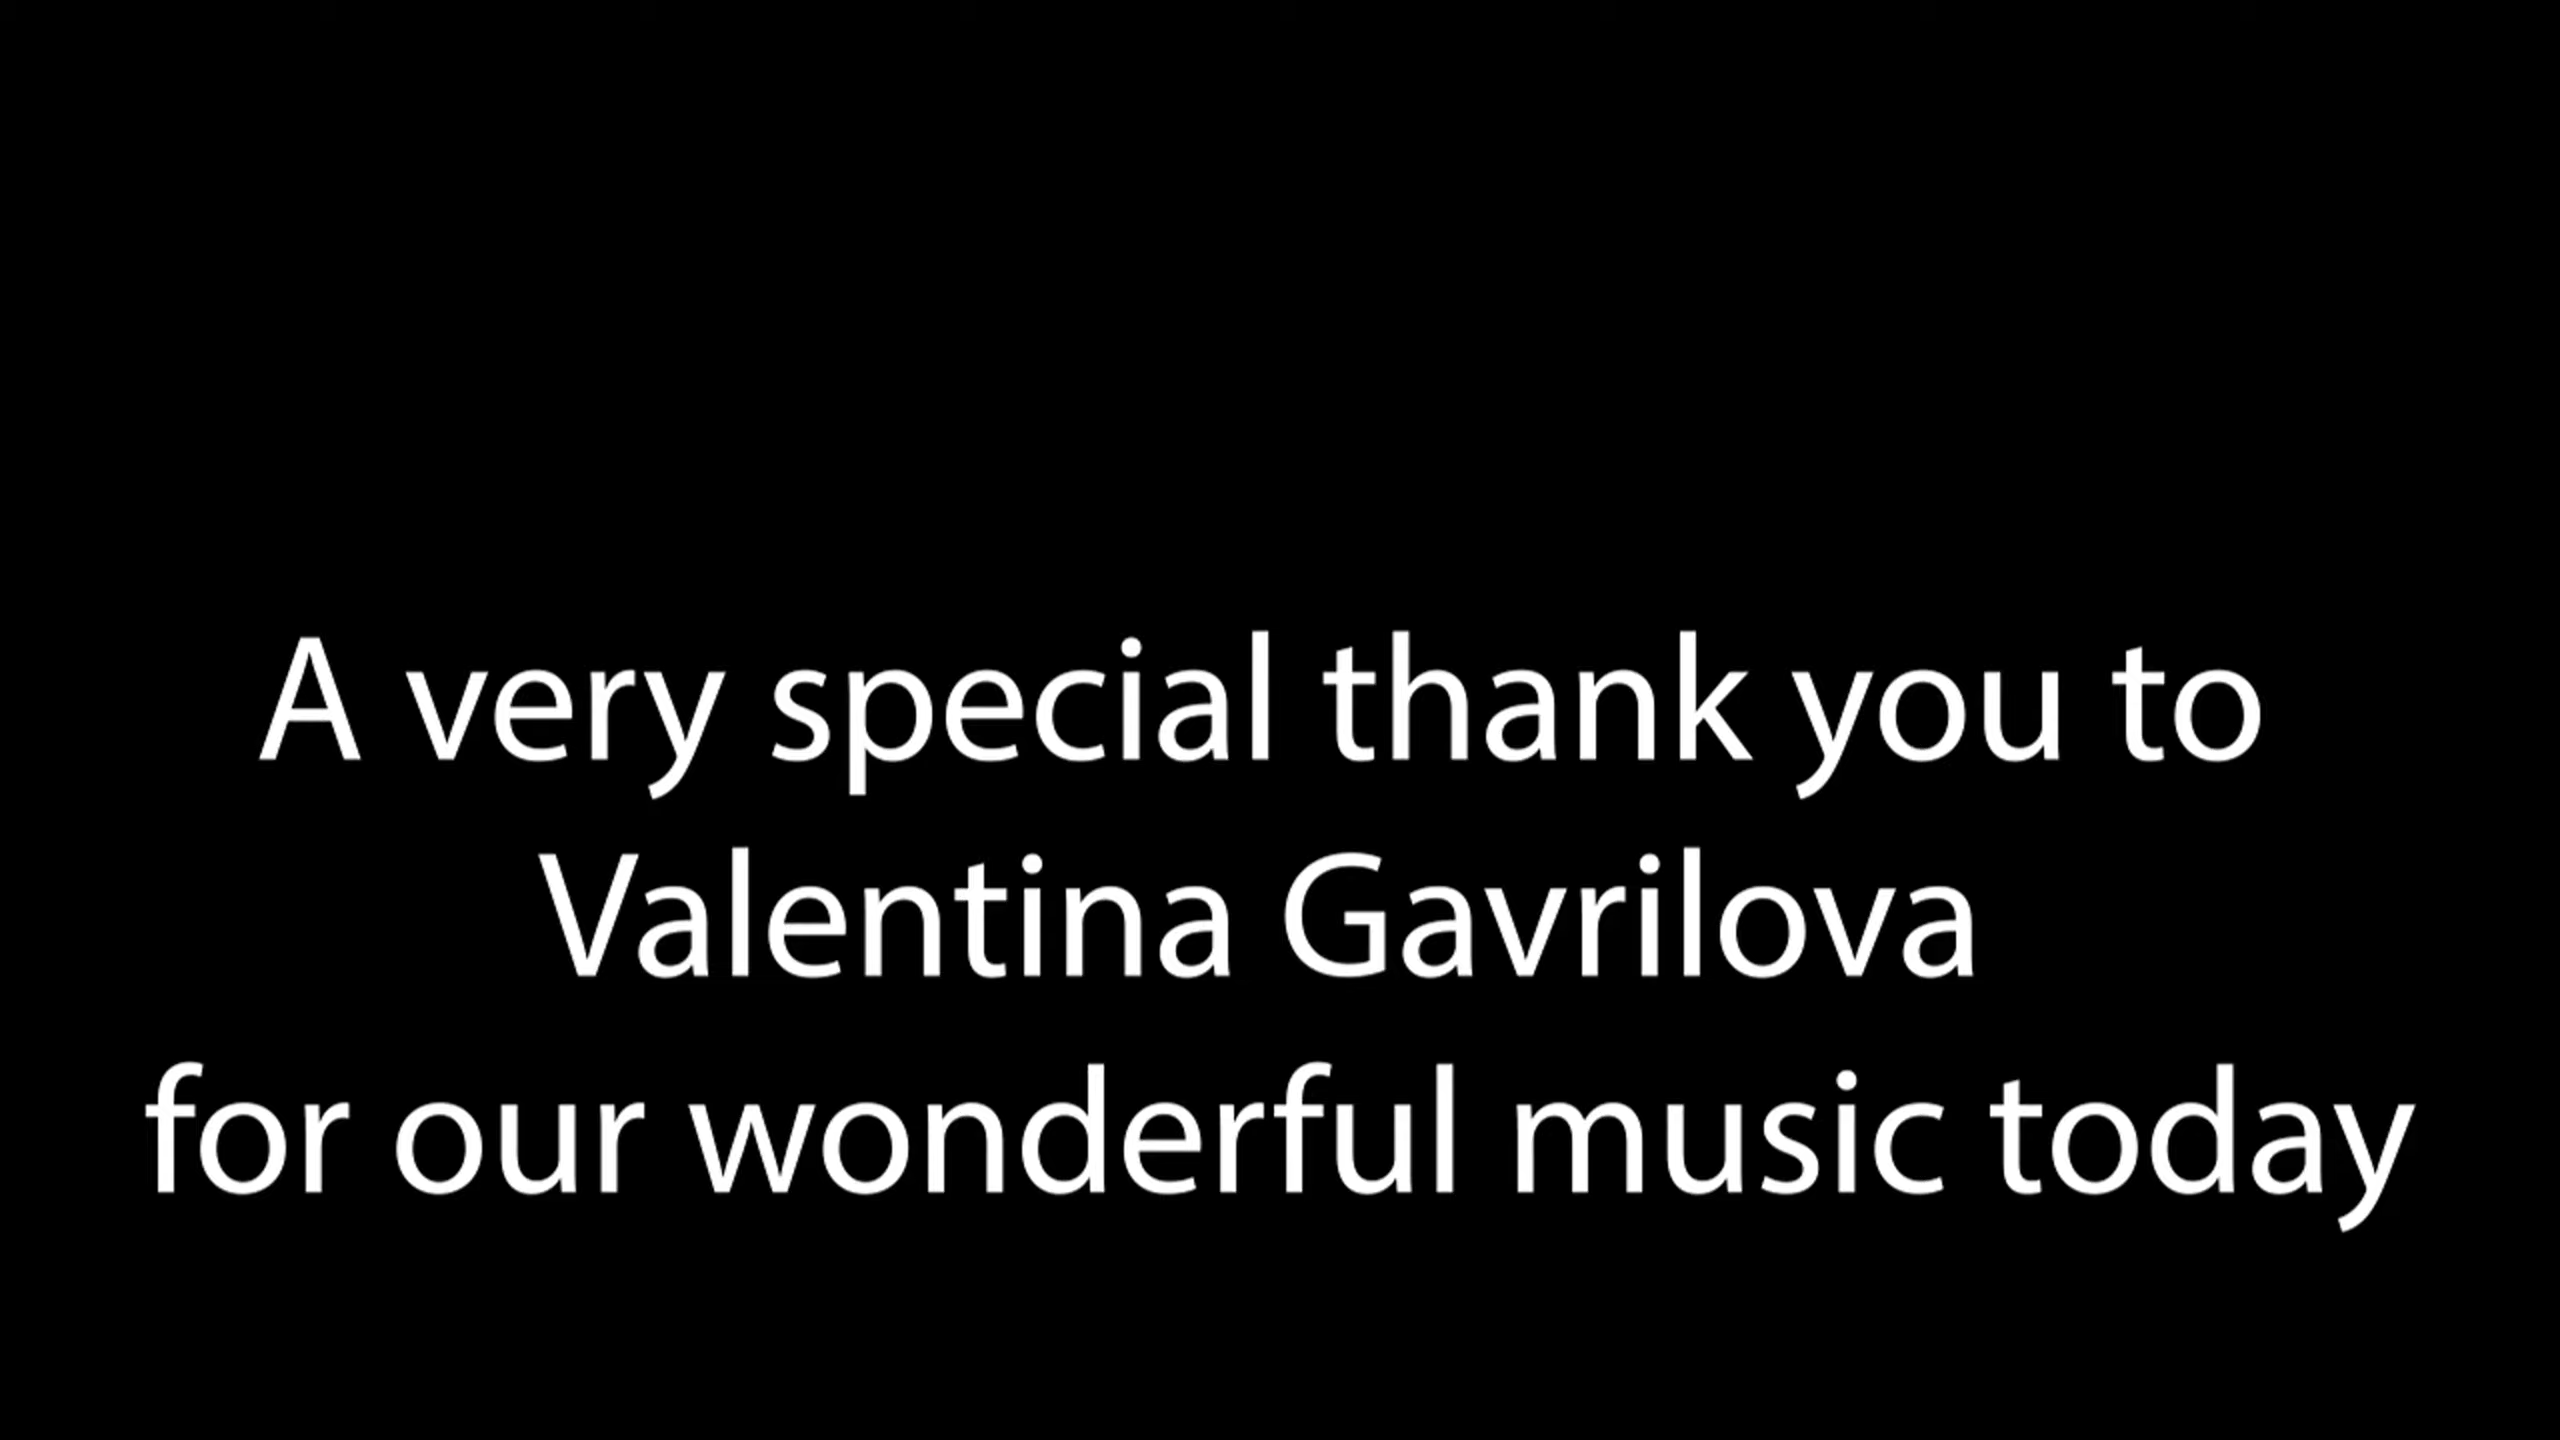 A very special thank you to
Valentina Gavrilova
for our wonderful music today